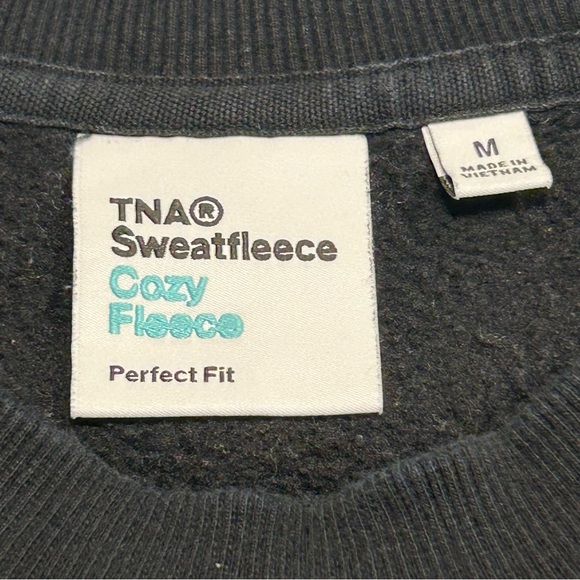 TNA®
Sweatfleece
Cozy
Fleece
Perfect Fit
M
MADE IN
VIETNAM